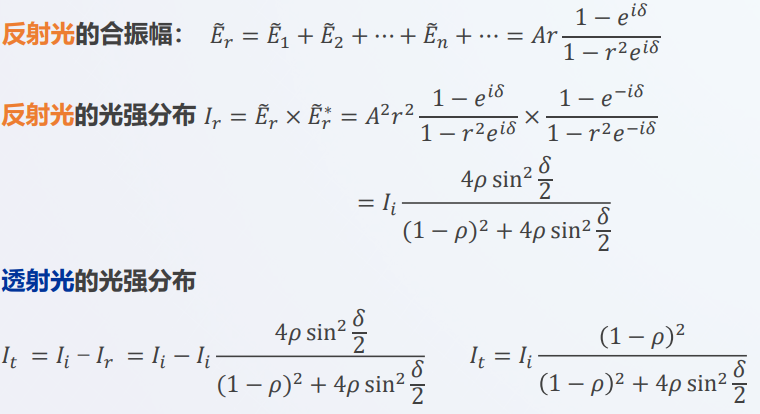 反射光的合振幅： $\tilde{E}_r = \tilde{E}_1 + \tilde{E}_2 + \cdots + \tilde{E}_n + \cdots = Ar\frac{1-e^{i\delta}}{1-r^2e^{i\delta}}$
反射光的光强分布 $I_r = \tilde{E}_r \times \tilde{E}_r^* = A^2r^2\frac{1-e^{i\delta}}{1-r^2e^{i\delta}} \times \frac{1-e^{-i\delta}}{1-r^2e^{-i\delta}}$
$= I_i\frac{4\rho\sin^2\frac{\delta}{2}}{(1-\rho)^2+4\rho\sin^2\frac{\delta}{2}}$
透射光的光强分布
$I_t = I_i - I_r = I_i - I_i\frac{4\rho\sin^2\frac{\delta}{2}}{(1-\rho)^2+4\rho\sin^2\frac{\delta}{2}}$ $I_t = I_i\frac{(1-\rho)^2}{(1-\rho)^2+4\rho\sin^2\frac{\delta}{2}}$